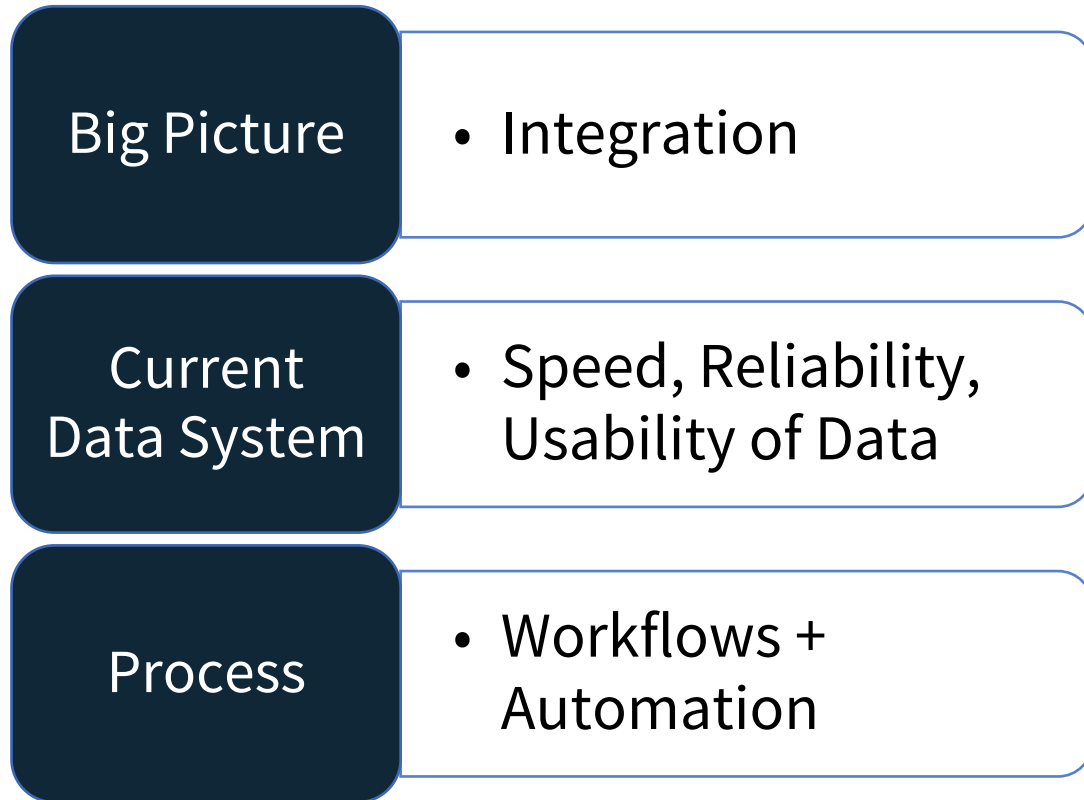 Big Picture
• Integration
Current
Data System
• Speed, Reliability,
Usability of Data
Process
• Workflows +
Automation